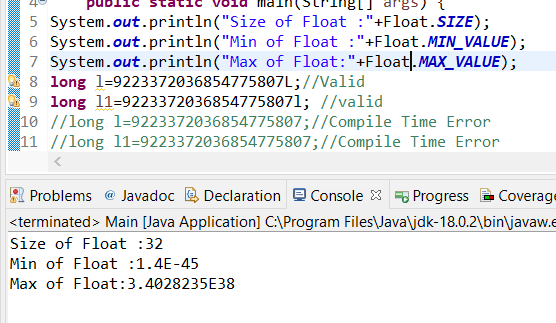 4 public static void main(String[] args) {
5 System.out.println("Size of Float :"+Float.SIZE);
6 System.out.println("Min of Float :"+Float.MIN_VALUE);
7 System.out.println("Max of Float:"+Float.MAX_VALUE);
8 long l=9223372036854775807L;//Valid
9 long l1=9223372036854775807l; //valid
10 //long l=9223372036854775807;//Compile Time Error
11 //long l1=9223372036854775807;//Compile Time Error
Problems @ Javadoc Declaration Console Progress Coverage
<terminated> Main [Java Application] C:\Program Files\Java\jdk-18.0.2\bin\javaw.e
Size of Float :32
Min of Float :1.4E-45
Max of Float:3.4028235E38